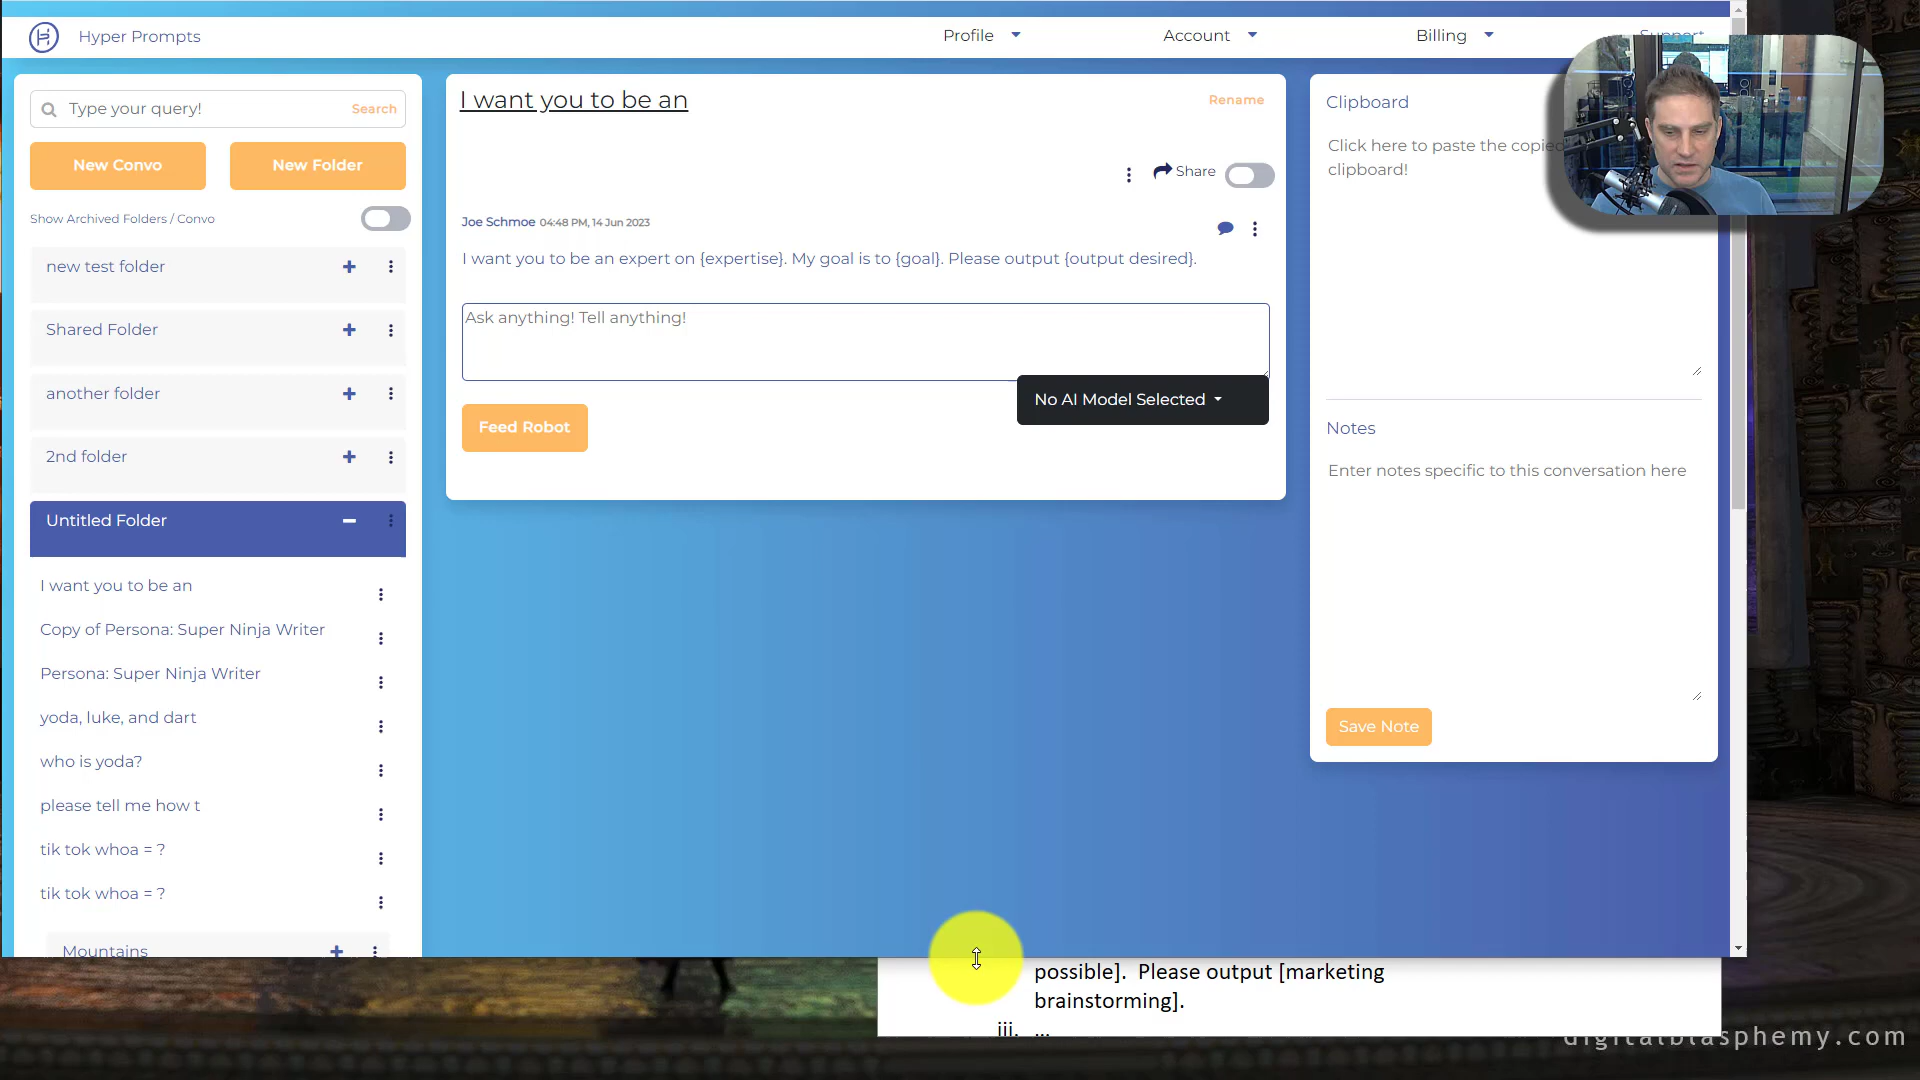 Hyper Prompts
Profile
Account
Billing
Support
Type your query!
Search
New Convo
New Folder
Show Archived Folders / Convo
new test folder
Shared Folder
another folder
2nd folder
Untitled Folder
I want you to be an
Copy of Persona: Super Ninja Writer
Persona: Super Ninja Writer
yoda, luke, and dart
who is yoda?
please tell me how t
tik tok whoa = ?
tik tok whoa = ?
Mountains
I want you to be an
Rename
Share
Joe Schmoe 04:48 PM, 14 Jun 2023
I want you to be an expert on {expertise}. My goal is to {goal}. Please output {output desired}.
Ask anything! Tell anything!
No AI Model Selected
Feed Robot
Clipboard
Click here to paste the copied
clipboard!
Notes
Enter notes specific to this conversation here
Save Note
possible]. Please output [marketing
brainstorming].
iii. ...
digitalblasphemy.com